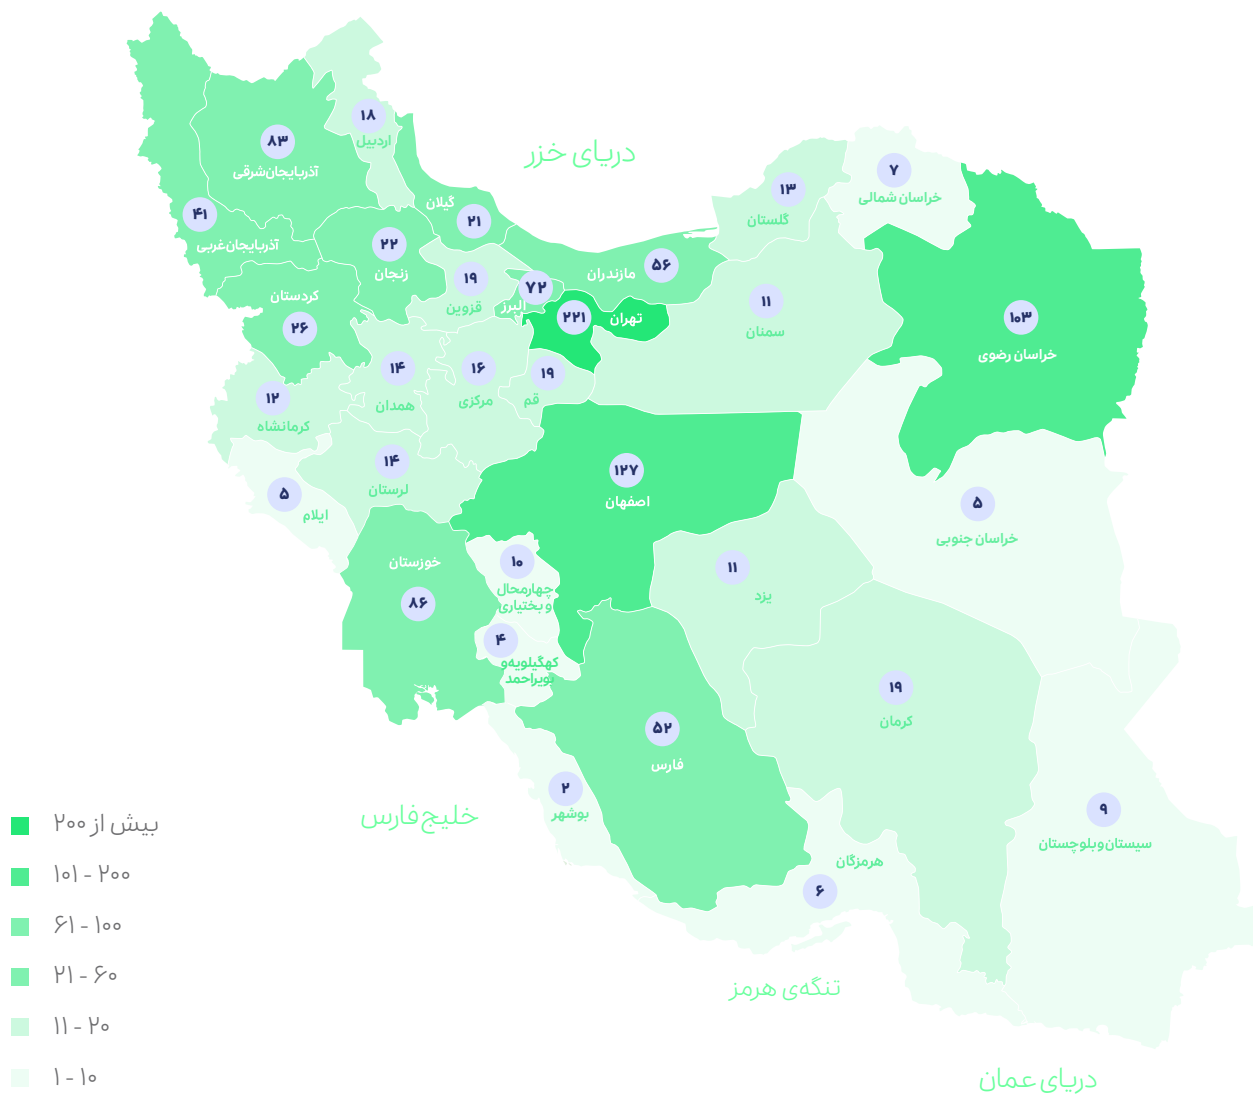 ۱۸
اردبیل
۸۳
آذربایجان‌شرقی
دریای خزر
۷
خراسان شمالی
۱۳
گلستان
گیلان
۲۱
۴۱
آذربایجان‌غربی
۲۲
زنجان
۵۶
مازندران
۱۹
قزوین
۷۲
البرز
۲۲۱
تهران
۱۱
سمنان
۱۰۳
خراسان رضوی
کردستان
۲۶
۱۴
همدان
۱۶
مرکزی
۱۹
قم
۱۲
کرمانشاه
۱۴
لرستان
۱۲۷
اصفهان
۵
ایلام
۵
خراسان جنوبی
خوزستان
۸۶
۱۰
چهارمحال
و بختیاری
۱۱
یزد
۴
کهگیلویه‌و
بویراحمد
۱۹
کرمان
۵۲
فارس
۲
بوشهر
۹
سیستان‌و‌بلوچستان
هرمزگان
۶
خلیج‌فارس
تنگه‌ی هرمز
دریای عمان
بیش از ۲۰۰
۱۰۱ - ۲۰۰
۶۱ - ۱۰۰
۲۱ - ۶۰
۱۱ - ۲۰
۱ - ۱۰